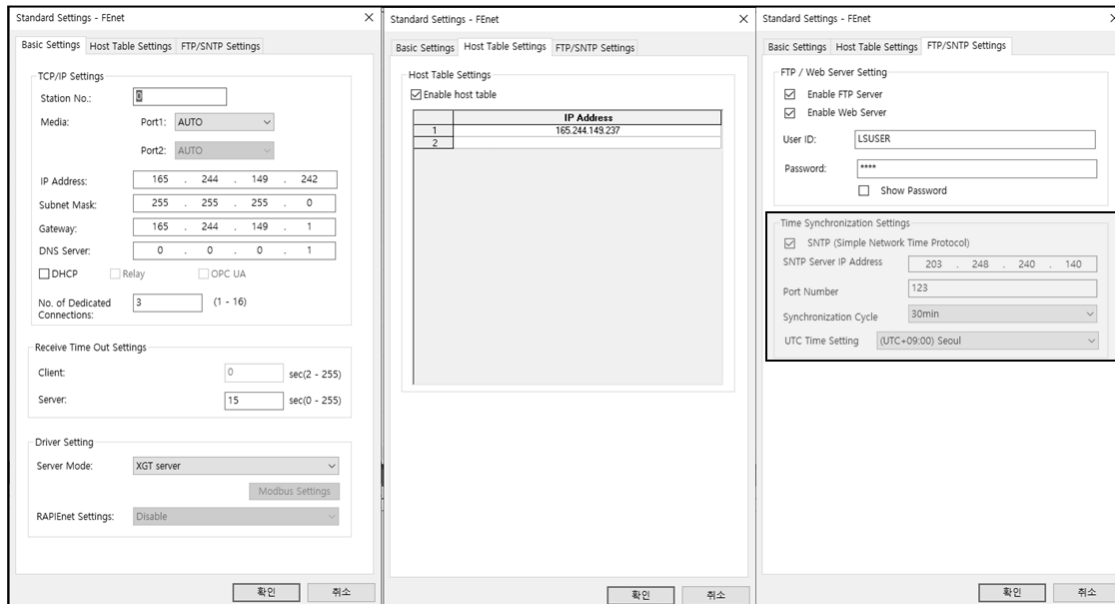 Standard Settings - FEnet
Basic Settings Host Table Settings FTP/SNTP Settings
TCP/IP Settings
Station No.: 0
Media: Port1: AUTO
Port2: AUTO
IP Address: 165 . 244 . 149 . 242
Subnet Mask: 255 . 255 . 255 . 0
Gateway: 165 . 244 . 149 . 1
DNS Server: 0 . 0 . 0 . 1
DHCP Relay OPC UA
No. of Dedicated
Connections: 3 (1 - 16)
Receive Time Out Settings
Client: 0 sec(2 - 255)
Server: 15 sec(0 - 255)
Driver Setting
Server Mode: XGT server
Modbus Settings
RAPIEnet Settings: Disable
확인 취소
Standard Settings - FEnet
Basic Settings Host Table Settings FTP/SNTP Settings
Host Table Settings
Enable host table
IP Address
1 165.244.149.237
2
확인 취소
Standard Settings - FEnet
Basic Settings Host Table Settings FTP/SNTP Settings
FTP / Web Server Setting
Enable FTP Server
Enable Web Server
User ID: LSUSER
Password: ****
Show Password
Time Synchronization Settings
SNTP (Simple Network Time Protocol)
SNTP Server IP Address 203 . 248 . 240 . 140
Port Number 123
Synchronization Cycle 30min
UTC Time Setting (UTC+09:00) Seoul
확인 취소